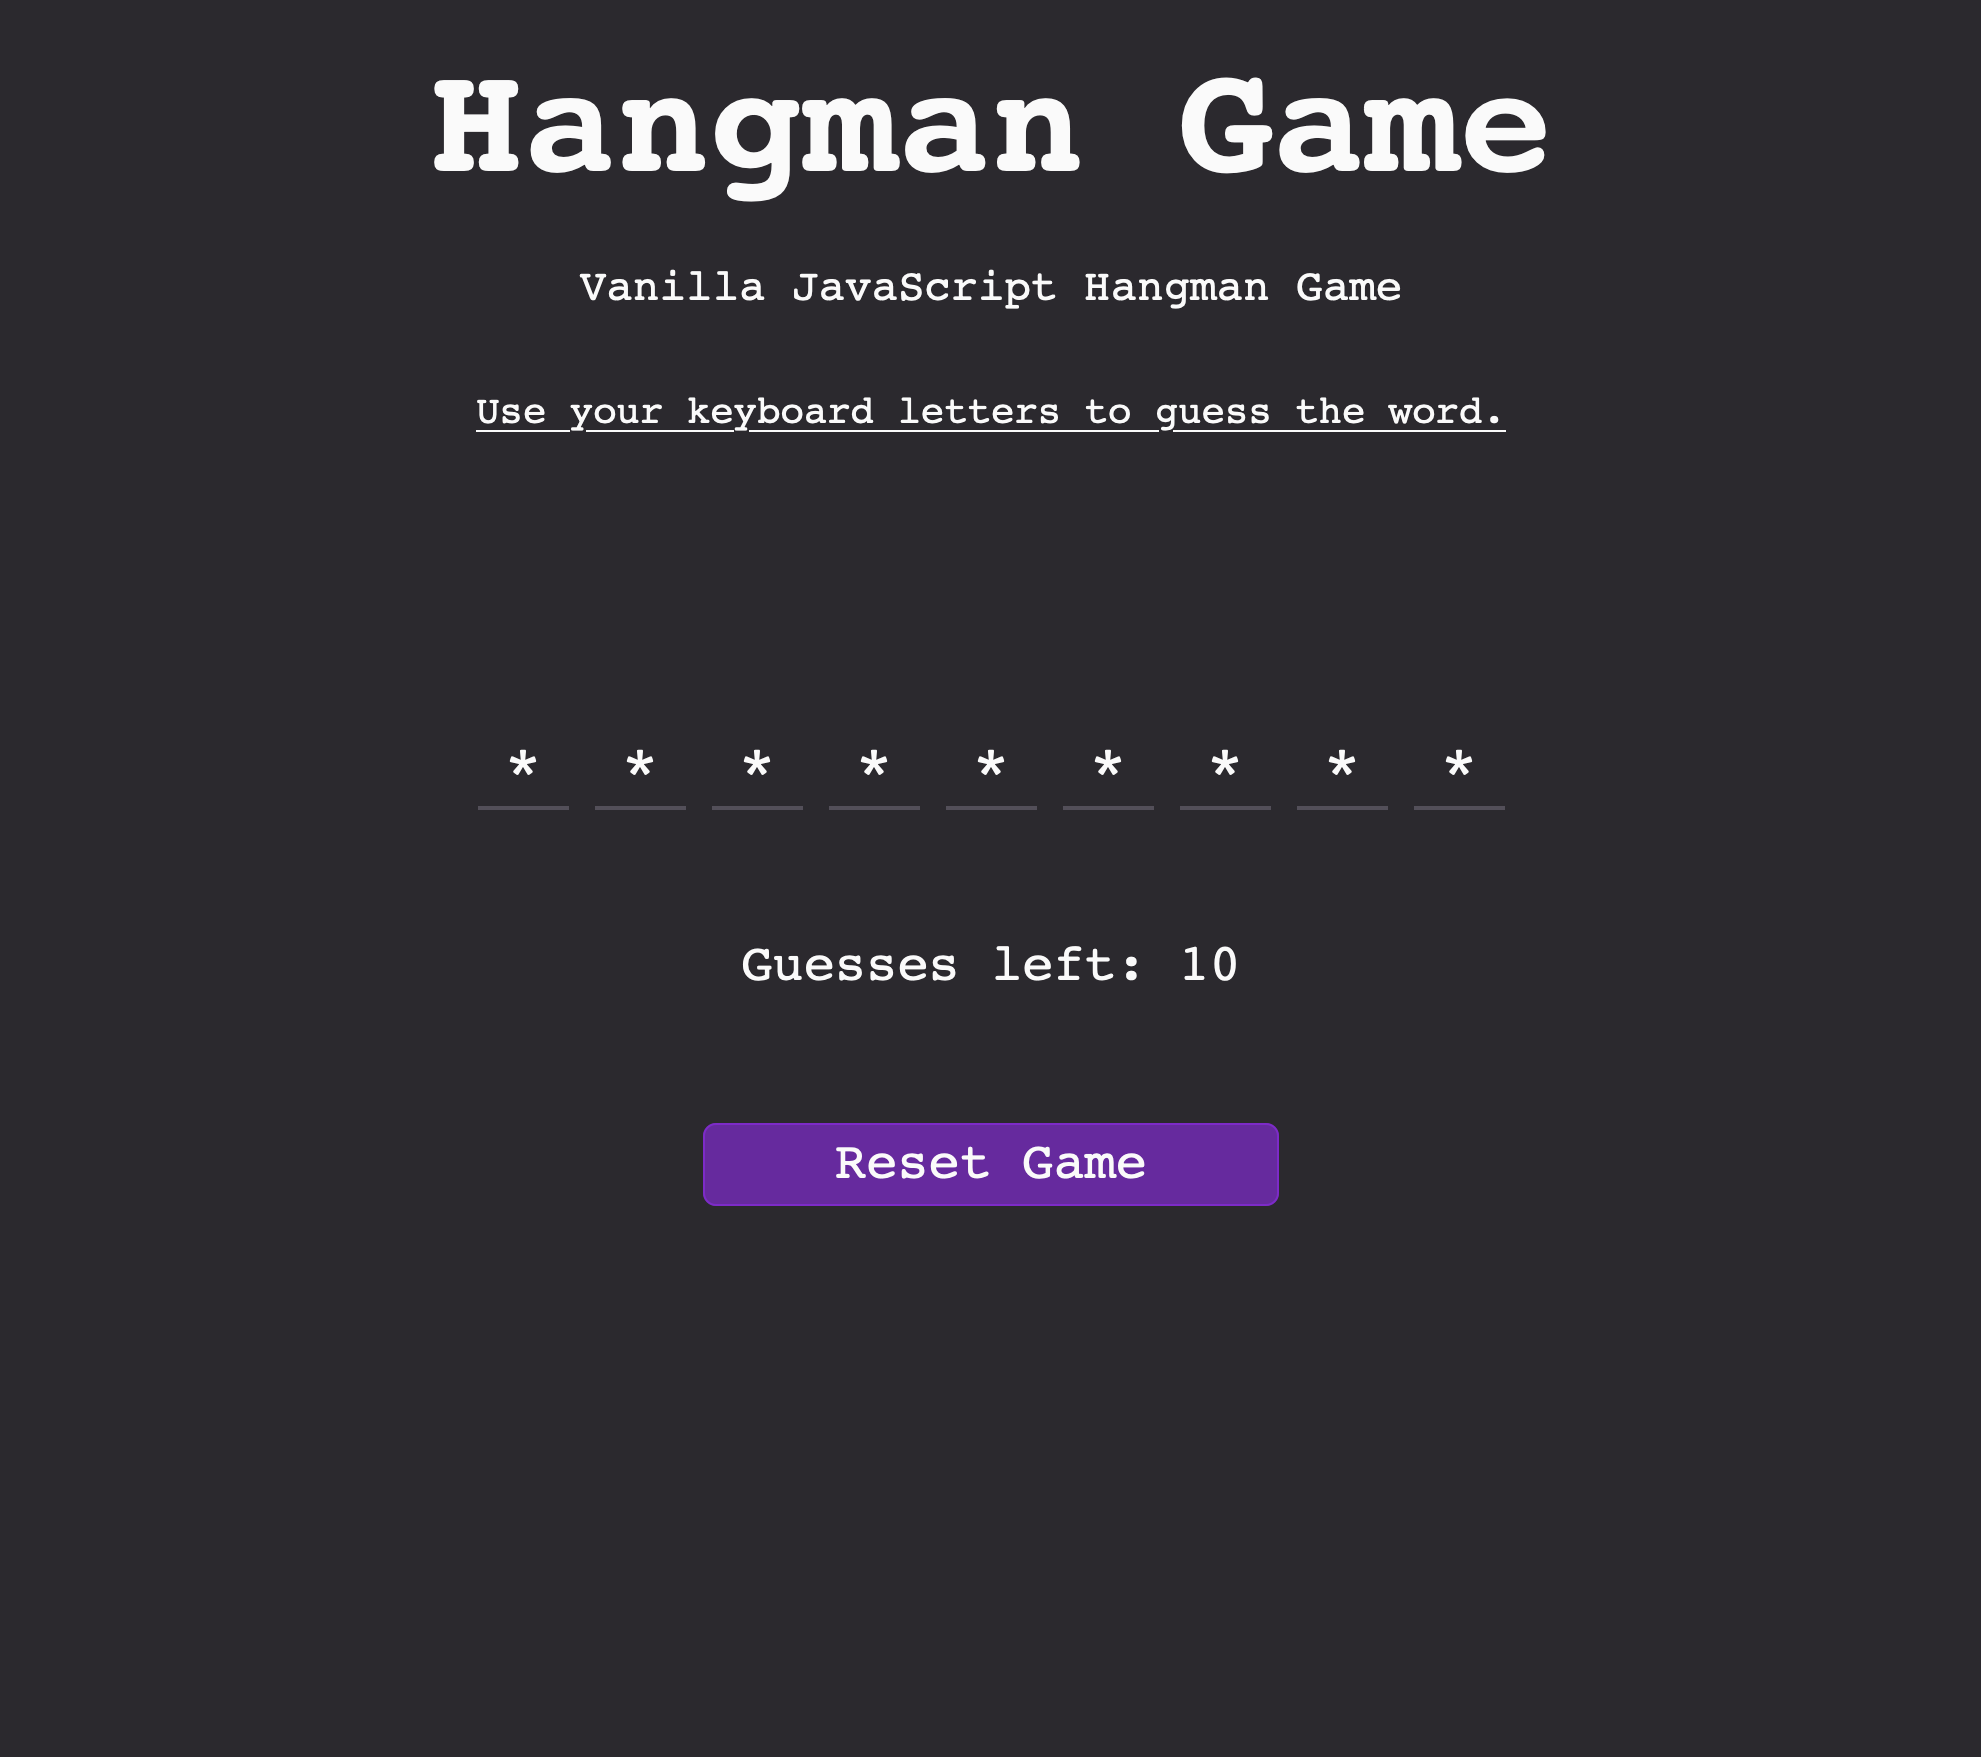 Hangman Game
Vanilla JavaScript Hangman Game
Use your keyboard letters to guess the word.
* * * * * * * * *
Guesses left: 10
Reset Game